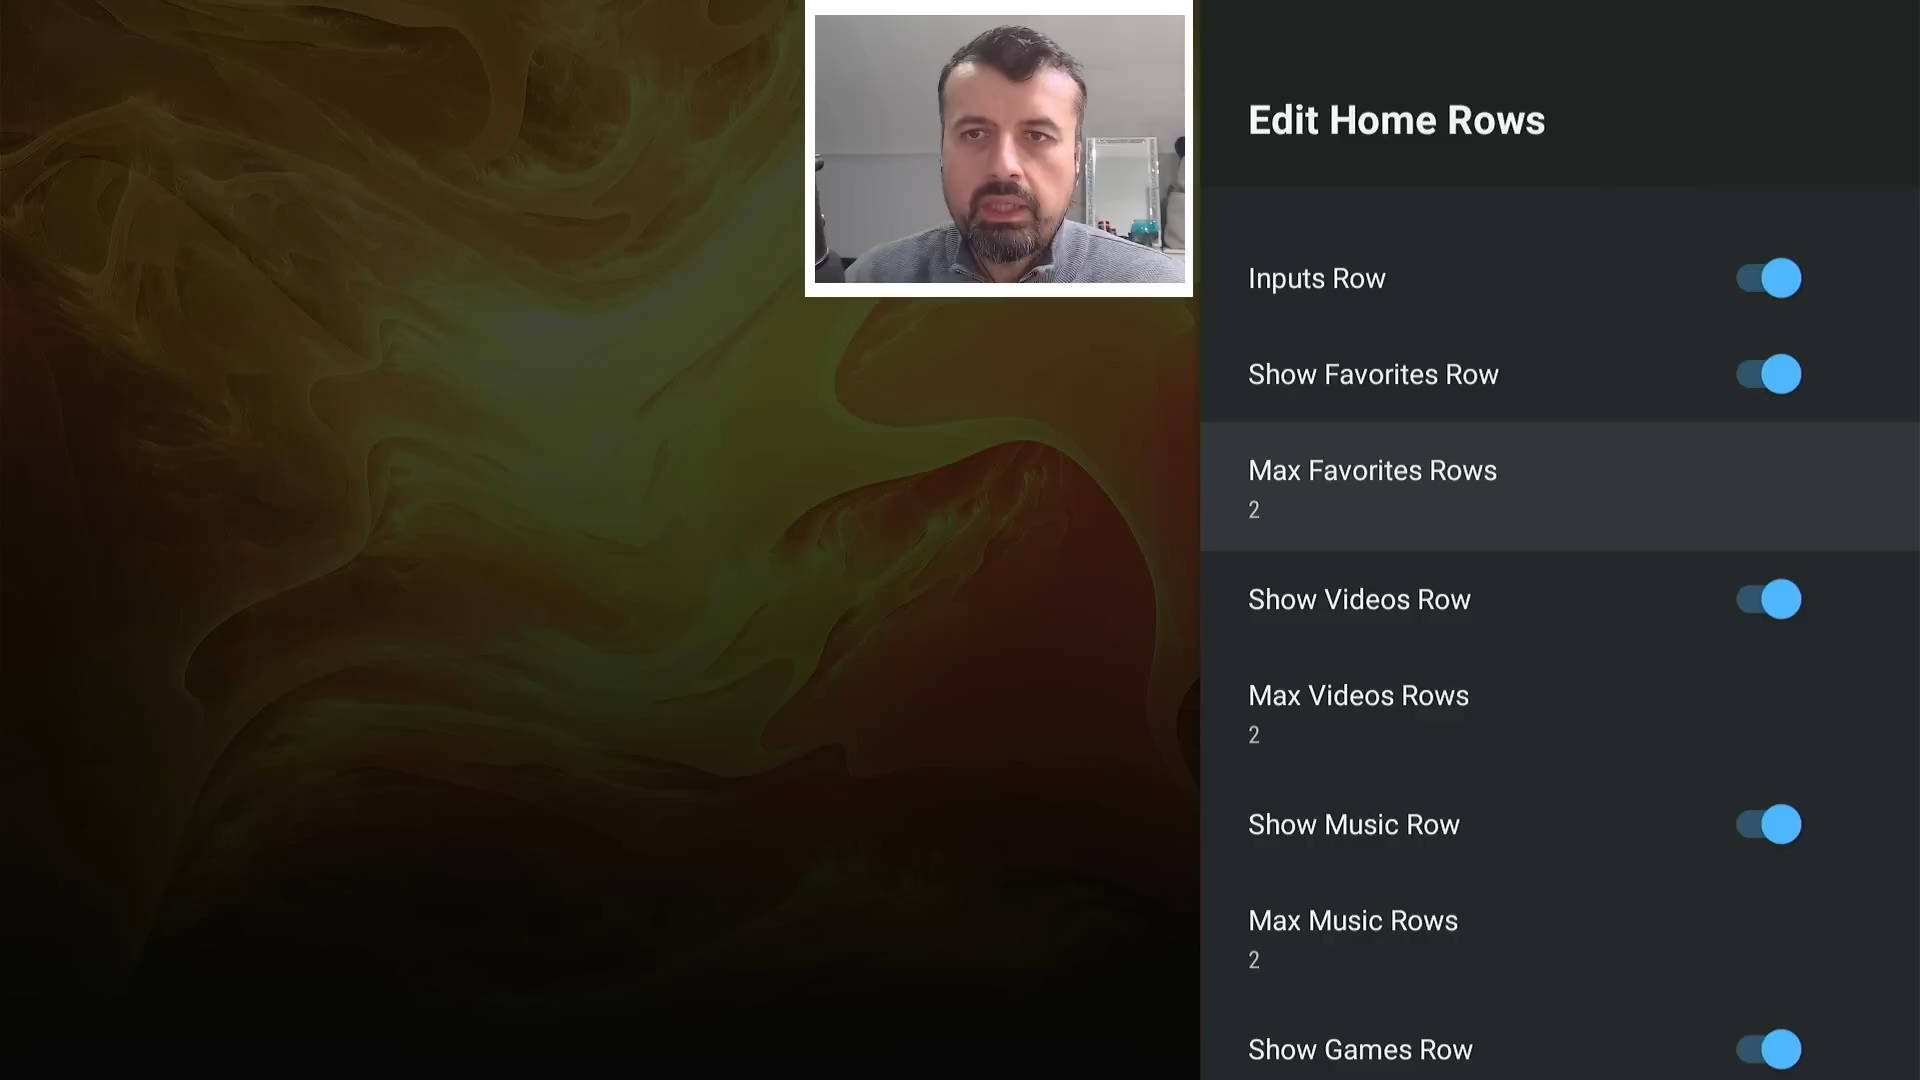 Edit Home Rows
Inputs Row
Show Favorites Row
Max Favorites Rows
2
Show Videos Row
Max Videos Rows
2
Show Music Row
Max Music Rows
2
Show Games Row